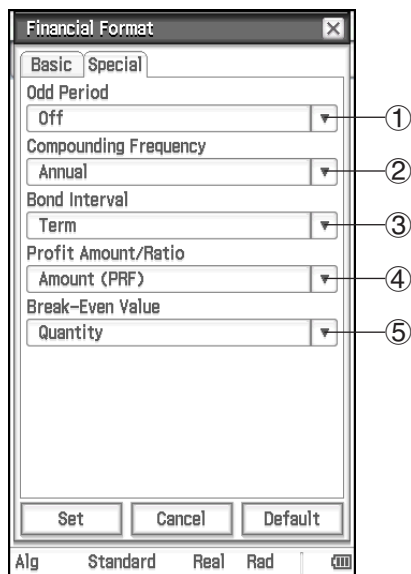 Financial Format
Basic Special
Odd Period
Off ①
Compounding Frequency
Annual ②
Bond Interval
Term ③
Profit Amount/Ratio
Amount (PRF) ④
Break-Even Value
Quantity ⑤
Set Cancel Default
Alg Standard Real Rad